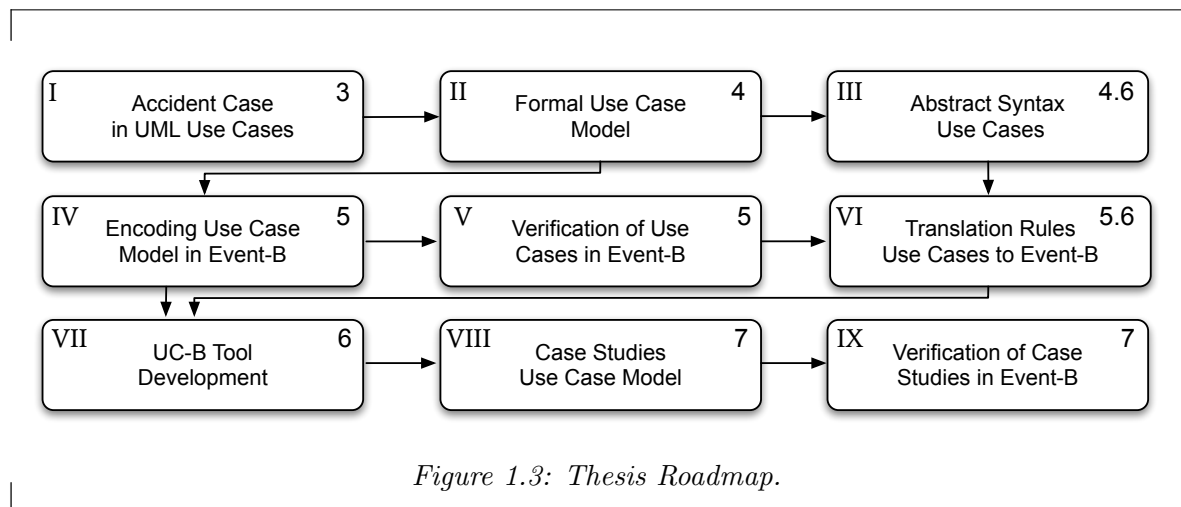 I
3
Accident Case
in UML Use Cases
II
4
Formal Use Case
Model
III
4.6
Abstract Syntax
Use Cases
IV
5
Encoding Use Case
Model in Event-B
V
5
Verification of Use
Cases in Event-B
VI
5.6
Translation Rules
Use Cases to Event-B
VII
6
UC-B Tool
Development
VIII
7
Case Studies
Use Case Model
IX
7
Verification of Case
Studies in Event-B
Figure 1.3: Thesis Roadmap.